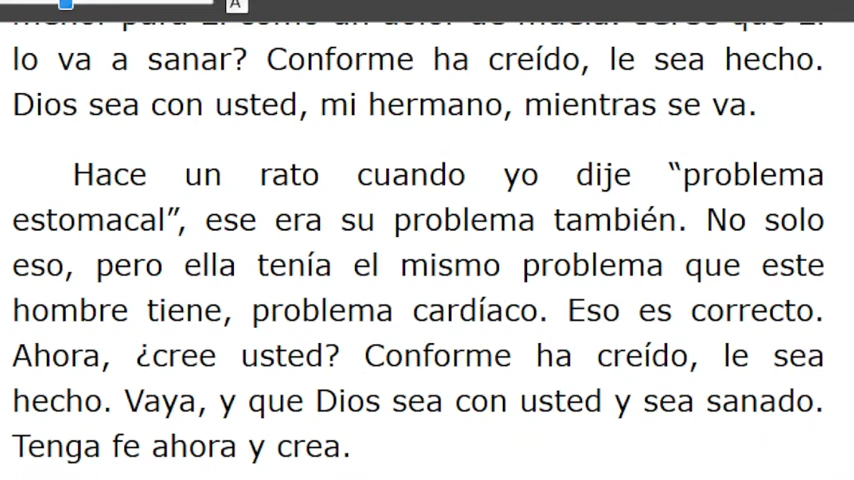 A
lo va a sanar? Conforme ha creído, le sea hecho.
Dios sea con usted, mi hermano, mientras se va.
Hace un rato cuando yo dije “problema
estomacal”, ese era su problema también. No solo
eso, pero ella tenía el mismo problema que este
hombre tiene, problema cardíaco. Eso es correcto.
Ahora, ¿cree usted? Conforme ha creído, le sea
hecho. Vaya, y que Dios sea con usted y sea sanado.
Tenga fe ahora y crea.